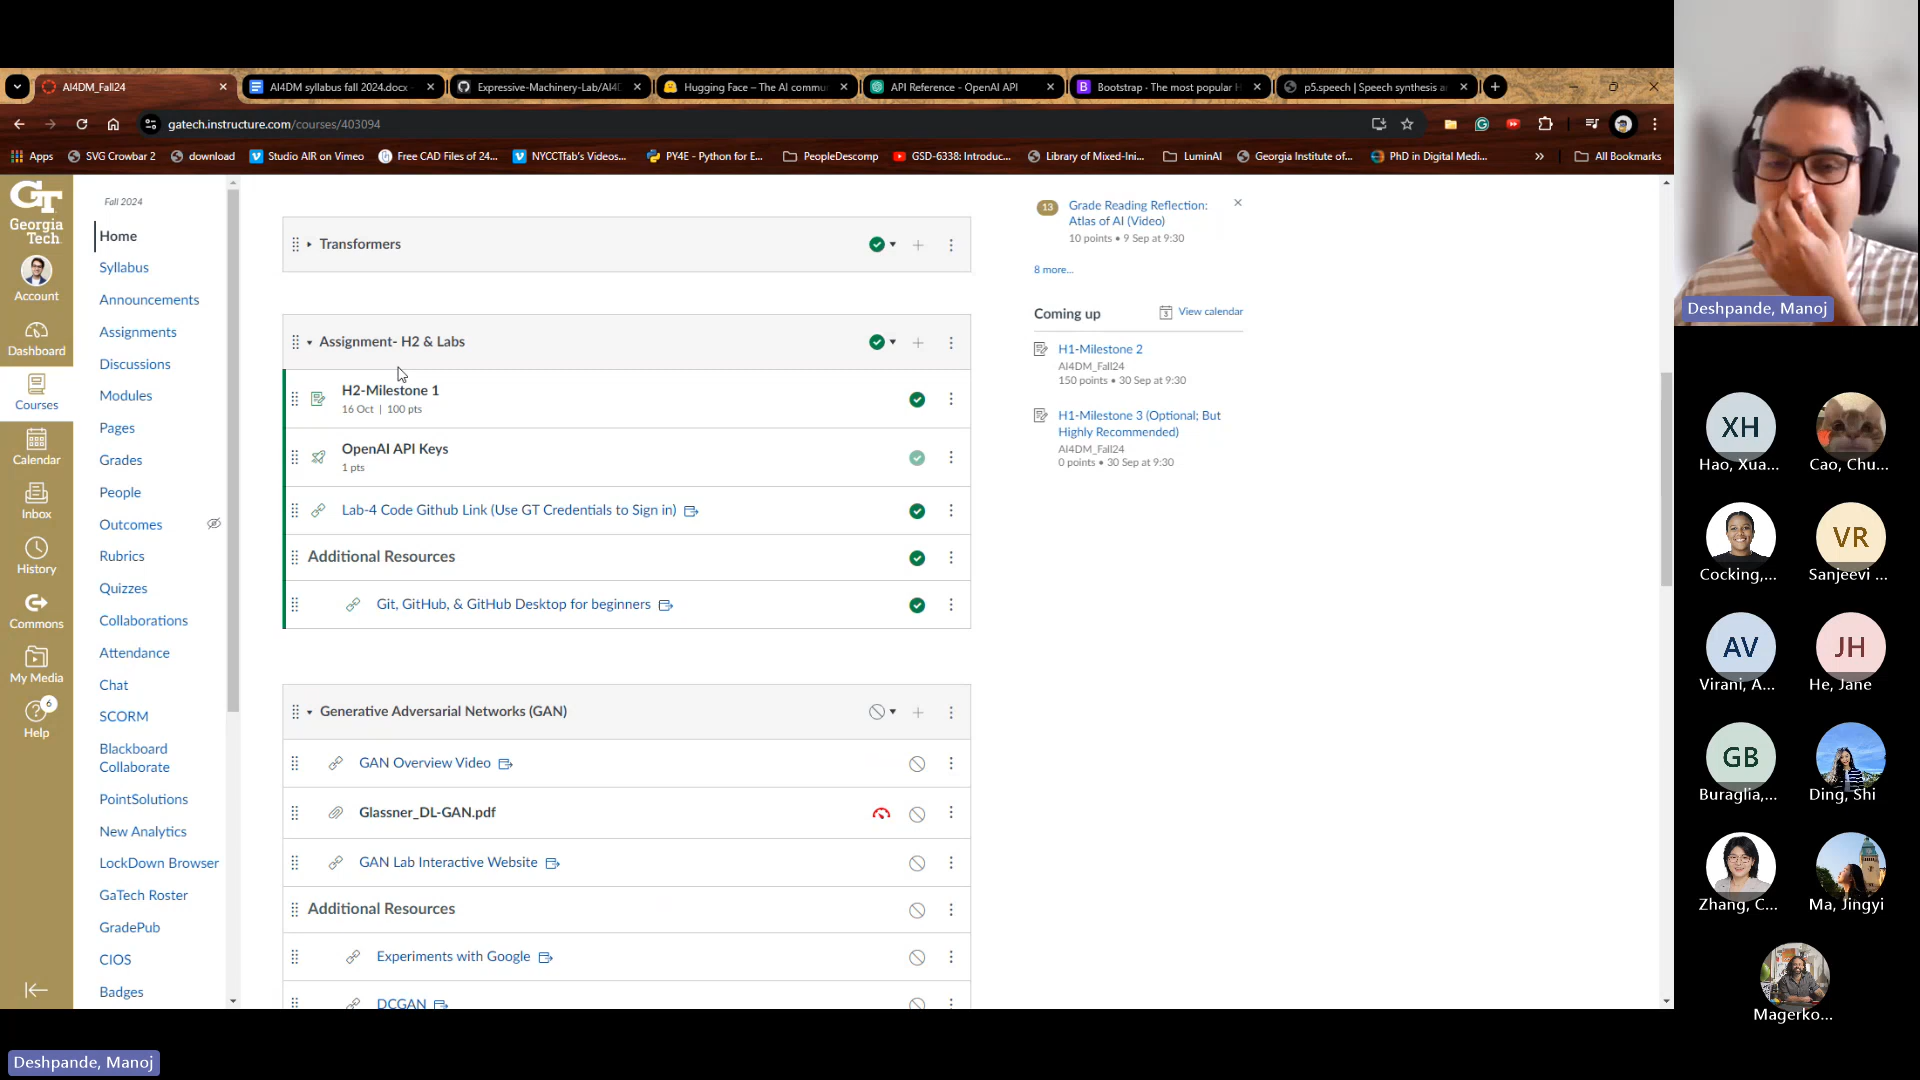 AI4DM_Fall24
AI4DM syllabus fall 2024.docx
Expressive-Machinery-Lab/AI4D
Hugging Face – The AI commu
API Reference - OpenAI API
Bootstrap · The most popular H
p5.speech | Speech synthesis a
gatech.instructure.com/courses/403094
Apps
SVG Crowbar 2
download
Studio AIR on Vimeo
Free CAD Files of 24...
NYCCTfab's Videos...
PY4E - Python for E...
PeopleDescomp
GSD-6338: Introduc...
Library of Mixed-Ini...
LuminAI
Georgia Institute of...
PhD in Digital Medi...
»
All Bookmarks
GT
Georgia
Tech
Account
Dashboard
Courses
Calendar
Inbox
History
Commons
My Media
6
Help
Fall 2024
Home
Syllabus
Announcements
Assignments
Discussions
Modules
Pages
Grades
People
Outcomes
Rubrics
Quizzes
Collaborations
Attendance
Chat
SCORM
Blackboard
Collaborate
PointSolutions
New Analytics
LockDown Browser
GaTech Roster
GradePub
CIOS
Badges
Transformers
Assignment- H2 & Labs
H2-Milestone 1
16 Oct | 100 pts
OpenAI API Keys
1 pts
Lab-4 Code Github Link (Use GT Credentials to Sign in)
Additional Resources
Git, GitHub, & GitHub Desktop for beginners
Generative Adversarial Networks (GAN)
GAN Overview Video
Glassner_DL-GAN.pdf
GAN Lab Interactive Website
Additional Resources
Experiments with Google
DCGAN
13
Grade Reading Reflection:
Atlas of AI (Video)
10 points • 9 Sep at 9:30
8 more...
Coming up
3
View calendar
H1-Milestone 2
AI4DM_Fall24
150 points • 30 Sep at 9:30
H1-Milestone 3 (Optional; But
Highly Recommended)
AI4DM_Fall24
0 points • 30 Sep at 9:30
Deshpande, Manoj
XH
Hao, Xua...
Cao, Chu...
Cocking,...
VR
Sanjeevi ...
AV
Virani, A...
JH
He, Jane
GB
Buraglia,...
Ding, Shi
Zhang, C...
Ma, Jingyi
Magerko...
Deshpande, Manoj